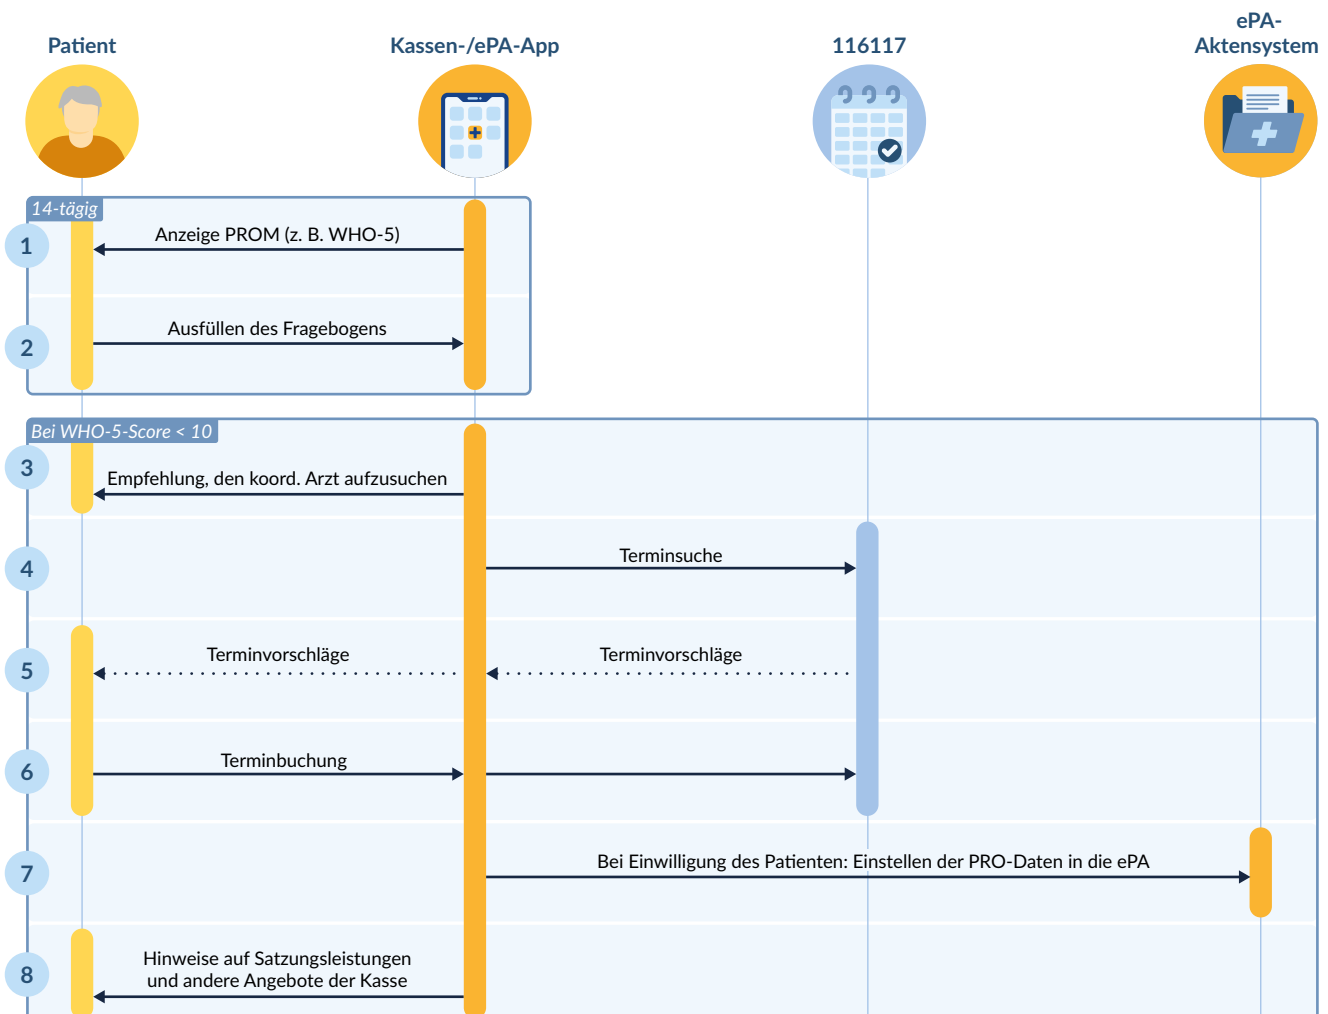 Patient
Kassen-/ePA-App
116117
ePA-
Aktensystem
14-tägig
1
Anzeige PROM (z. B. WHO-5)
2
Ausfüllen des Fragebogens
Bei WHO-5-Score < 10
3
Empfehlung, den koord. Arzt aufzusuchen
4
Terminsuche
5
Terminvorschläge
Terminvorschläge
6
Terminbuchung
7
Bei Einwilligung des Patienten: Einstellen der PRO-Daten in die ePA
8
Hinweise auf Satzungsleistungen
und andere Angebote der Kasse